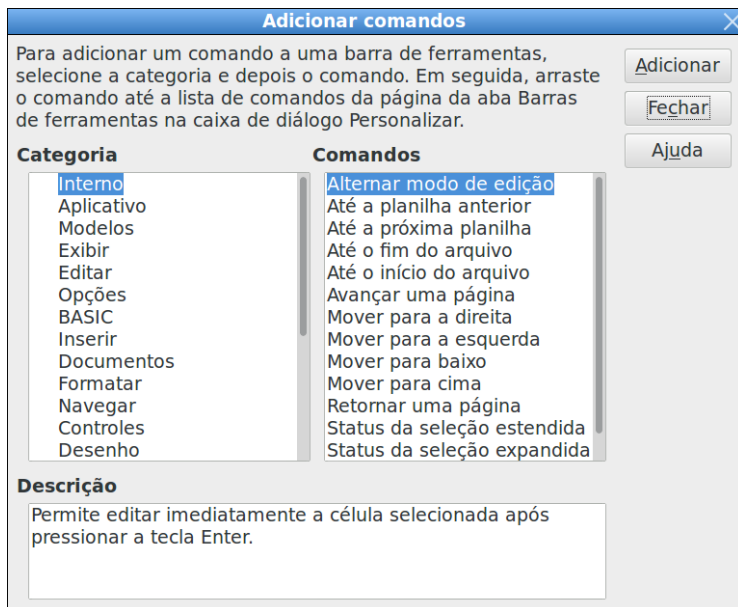 Adicionar comandos
Para adicionar um comando a uma barra de ferramentas,
selecione a categoria e depois o comando. Em seguida, arraste
o comando até a lista de comandos da página da aba Barras
de ferramentas na caixa de diálogo Personalizar.
Adicionar
Fechar
Ajuda
Categoria
Interno
Aplicativo
Modelos
Exibir
Editar
Opções
BASIC
Inserir
Documentos
Formatar
Navegar
Controles
Desenho
Comandos
Alternar modo de edição
Até a planilha anterior
Até a próxima planilha
Até o fim do arquivo
Até o início do arquivo
Avançar uma página
Mover para a direita
Mover para a esquerda
Mover para baixo
Mover para cima
Retornar uma página
Status da seleção estendida
Status da seleção expandida
Descrição
Permite editar imediatamente a célula selecionada após
pressionar a tecla Enter.